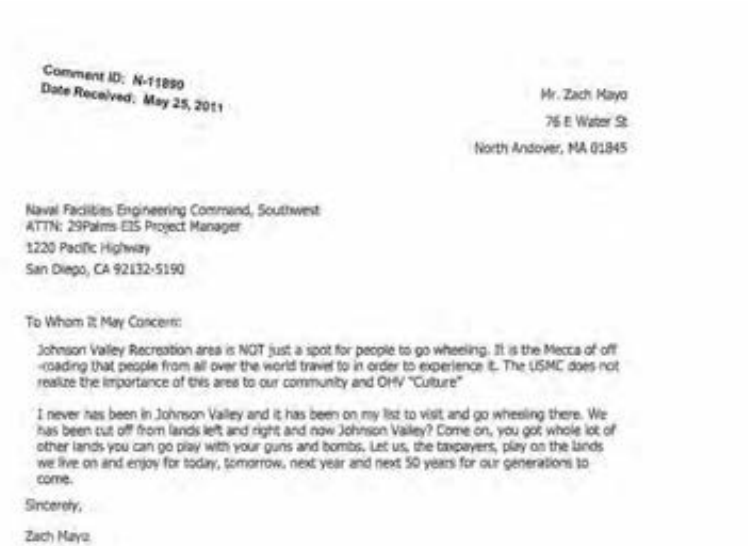 Comment ID: N-11890
Date Received: May 25, 2011
Mr. Zach Mayo
76 E Water St
North Andover, MA 01845
Naval Facilities Engineering Command, Southwest
ATTN: 29Palms EIS Project Manager
1220 Pacific Highway
San Diego, CA 92132-5190
To Whom It May Concern:
Johnson Valley Recreation area is NOT just a spot for people to go wheeling. It is the Mecca of off
-roading that people from all over the world travel to in order to experience it. The USMC does not
realize the importance of this area to our community and OHV "Culture"
I never has been in Johnson Valley and it has been on my list to visit and go wheeling there. We
has been cut off from lands left and right and now Johnson Valley? Come on, you got whole lot of
other lands you can go play with your guns and bombs. Let us, the taxpayers, play on the lands
we live on and enjoy for today, tomorrow, next year and next 50 years for our generations to
come.
Sincerely,
Zach Mayo